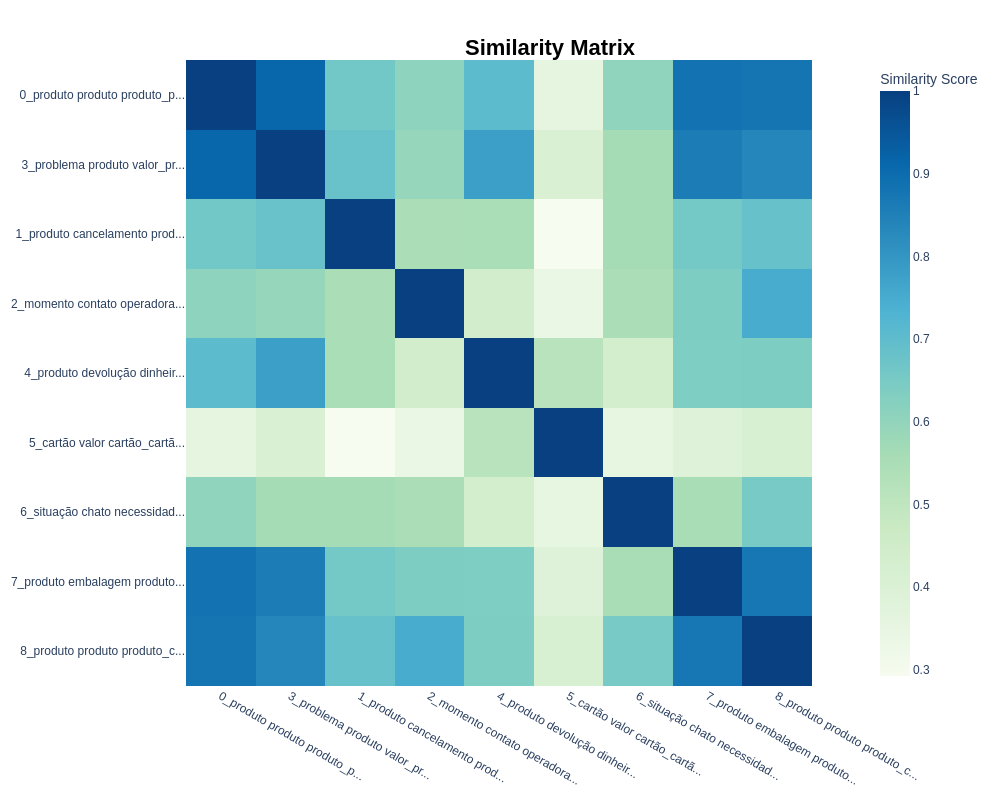 Similarity Matrix
Similarity Score
0_produto produto produto_p...
3_problema produto valor_pr...
1_produto cancelamento prod...
2_momento contato operadora...
4_produto devolução dinheir...
5_cartão valor cartão_cartã...
6_situação chato necessidad...
7_produto embalagem produto...
8_produto produto produto_c...
1
0.9
0.8
0.7
0.6
0.5
0.4
0.3
0_produto produto produto_p...
3_problema produto valor_pr...
1_produto cancelamento prod...
2_momento contato operadora...
4_produto devolução dinheir...
5_cartão valor cartão_cartã...
6_situação chato necessidad...
7_produto embalagem produto...
8_produto produto produto_c...